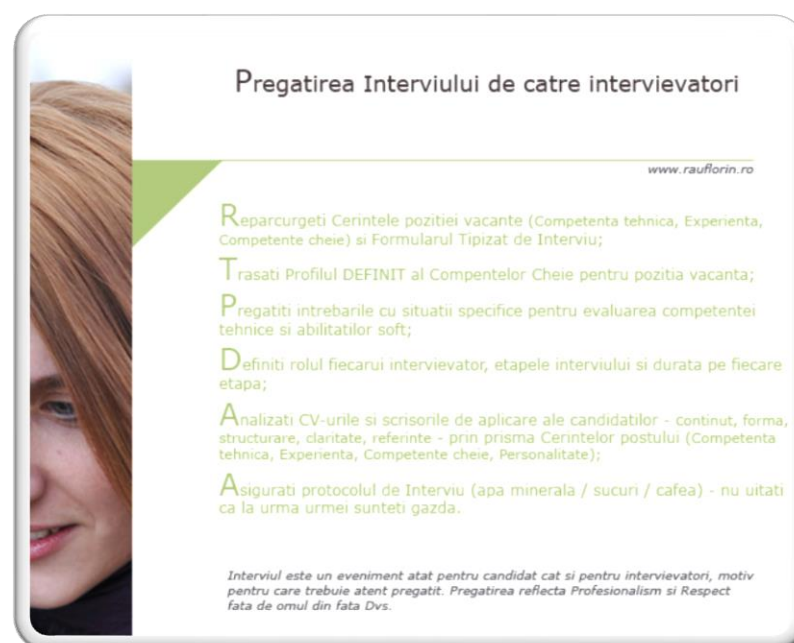 Pregatirea Interviului de catre intervievatori
www.rauflorin.ro
Reparcurgeti Cerintele pozitiei vacante (Competenta tehnica, Experienta,
Competente cheie) si Formularul Tipizat de Interviu;
Trasati Profilul DEFINIT al Compentelor Cheie pentru pozitia vacanta;
Pregatiti intrebarile cu situatii specifice pentru evaluarea competentei
tehnice si abilitatilor soft;
Definiti rolul fiecarui intervievator, etapele interviului si durata pe fiecare
etapa;
Analizati CV-urile si scrisorile de aplicare ale candidatilor - continut, forma,
structurare, claritate, referinte - prin prisma Cerintelor postului (Competenta
tehnica, Experienta, Competente cheie, Personalitate);
Asigurati protocolul de Interviu (apa minerala / sucuri / cafea) - nu uitati
ca la urma urmei sunteti gazda.
Interviul este un eveniment atat pentru candidat cat si pentru intervievatori, motiv
pentru care trebuie atent pregatit. Pregatirea reflecta Profesionalism si Respect
fata de omul din fata Dvs.